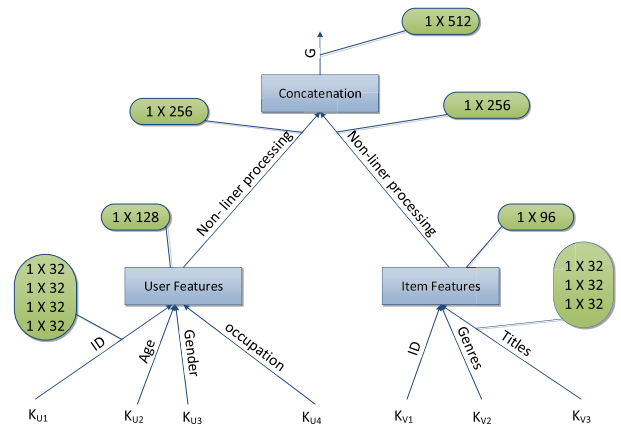 1 X 512
G
Concatenation
1 X 256
1 X 256
Non- liner processing
Non-liner processing
1 X 128
1 X 96
1 X 32
1 X 32
1 X 32
1 X 32
User Features
Item Features
1 X 32
1 X 32
1 X 32
ID
Age
Gender
occupation
ID
Genres
Titles
KU1
KU2
KU3
KU4
KV1
KV2
KV3